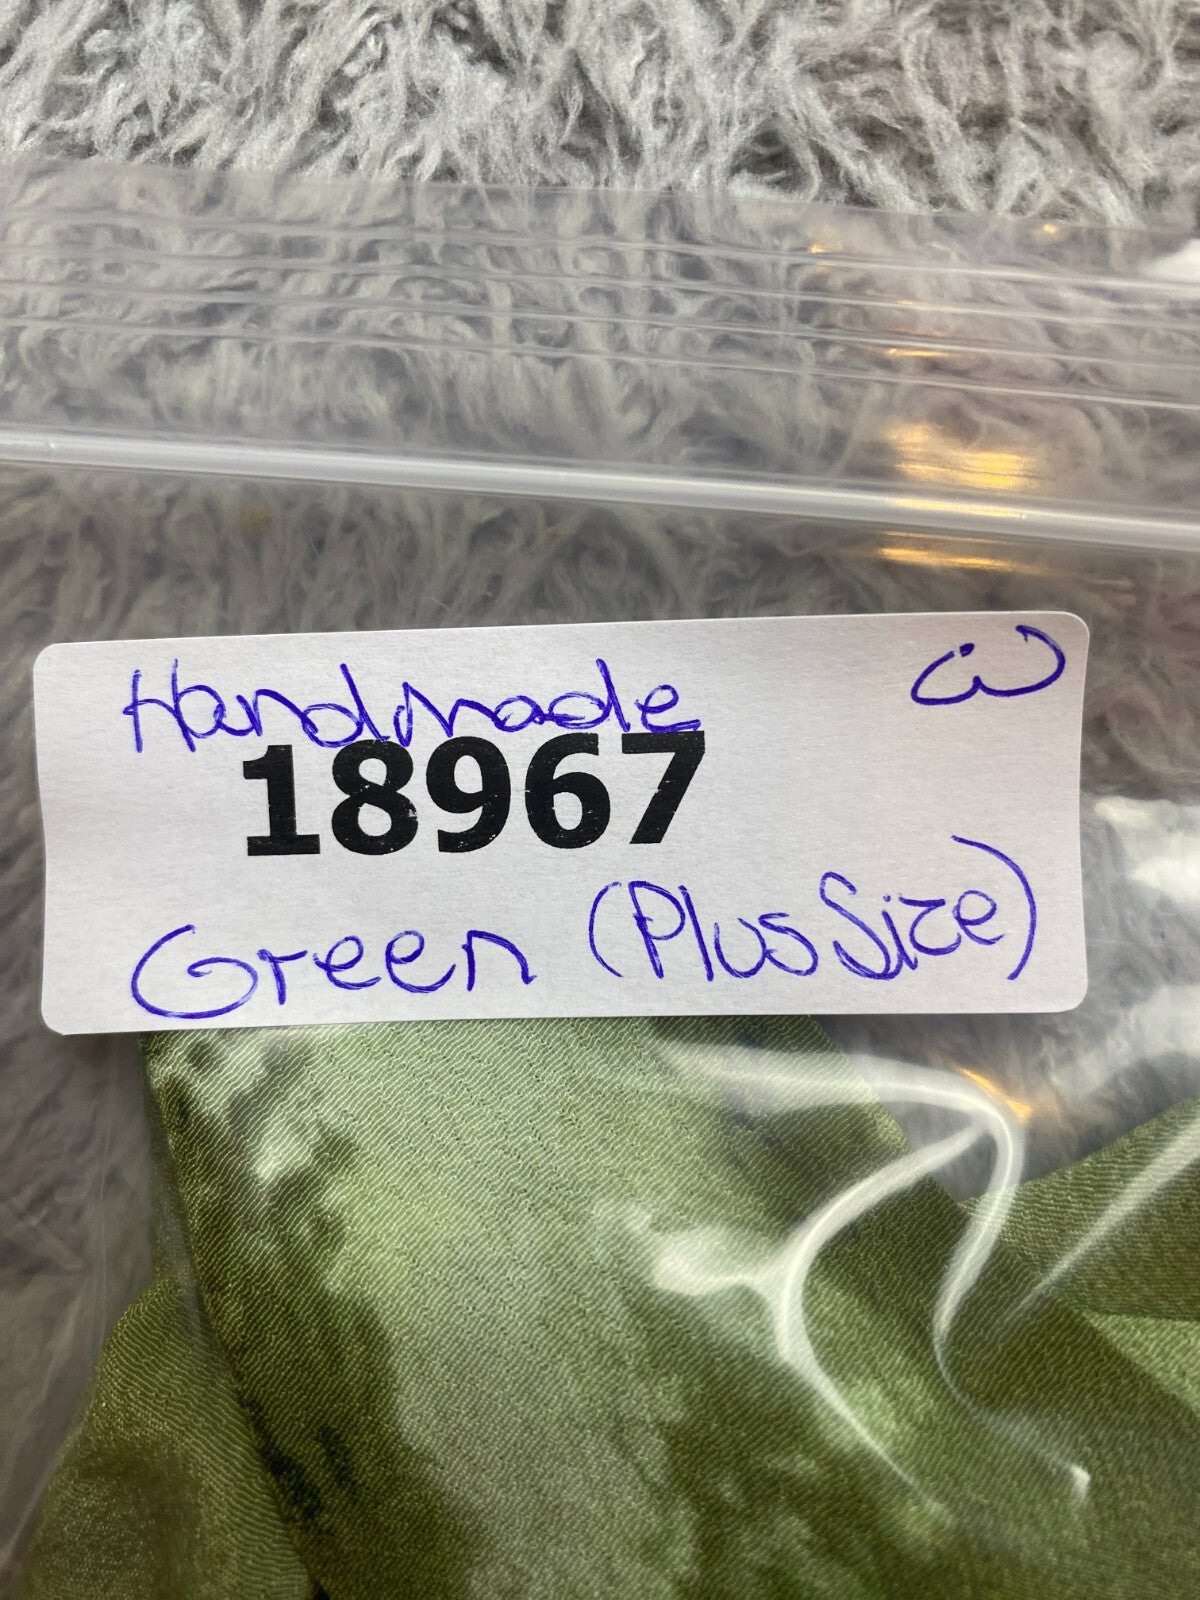 Handmade
18967
Green (Plus Size)